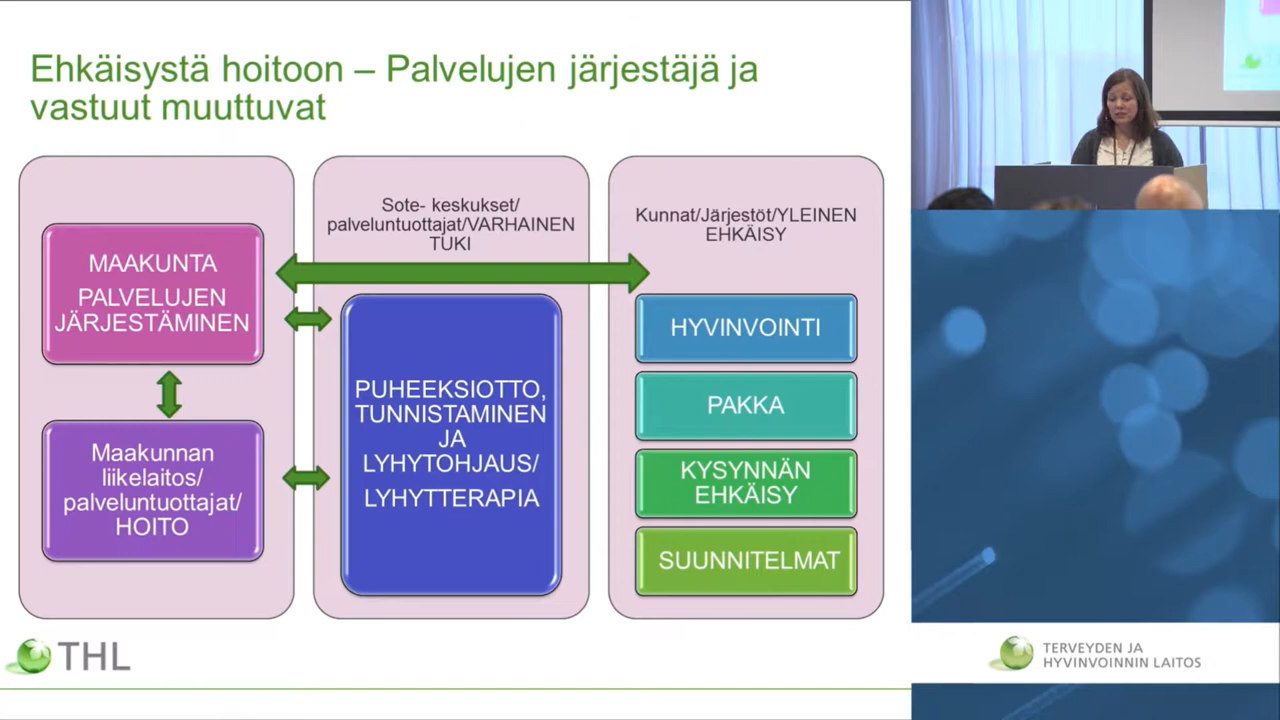 Ehkäisystä hoitoon – Palvelujen järjestäjä ja
vastuut muuttuvat
MAAKUNTA
PALVELUJEN
JÄRJESTÄMINEN
Maakunnan
liikelaitos/
palveluntuottajat/
HOITO
Sote- keskukset/
palveluntuottajat/VARHAINEN
TUKI
PUHEEKSIOTTO,
TUNNISTAMINEN
JA
LYHYTOHJAUS/
LYHYTTERAPIA
Kunnat/Järjestöt/YLEINEN
EHKÄISY
HYVINVOINTI
PAKKA
KYSYNNÄN
EHKÄISY
SUUNNITELMAT
THL
TERVEYDEN JA
HYVINVOINNIN LAITOS